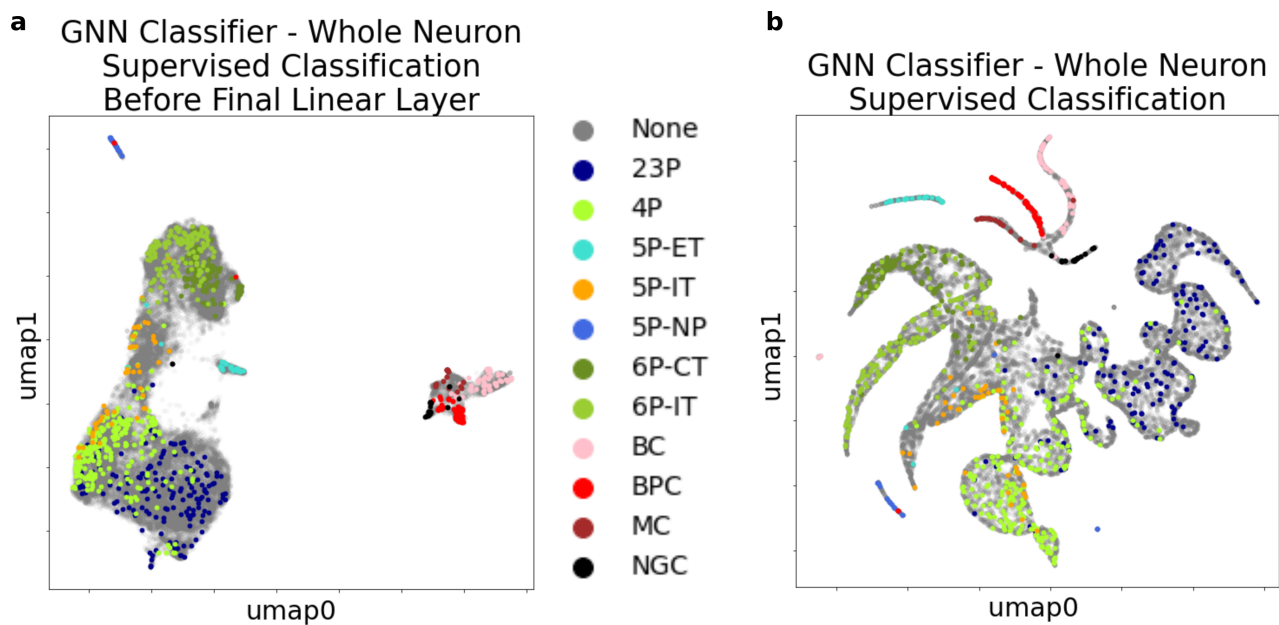 a
GNN Classifier - Whole Neuron
Supervised Classification
Before Final Linear Layer
umap1
umap0
None
23P
4P
5P-ET
5P-IT
5P-NP
6P-CT
6P-IT
BC
BPC
MC
NGC
b
GNN Classifier - Whole Neuron
Supervised Classification
umap1
umap0